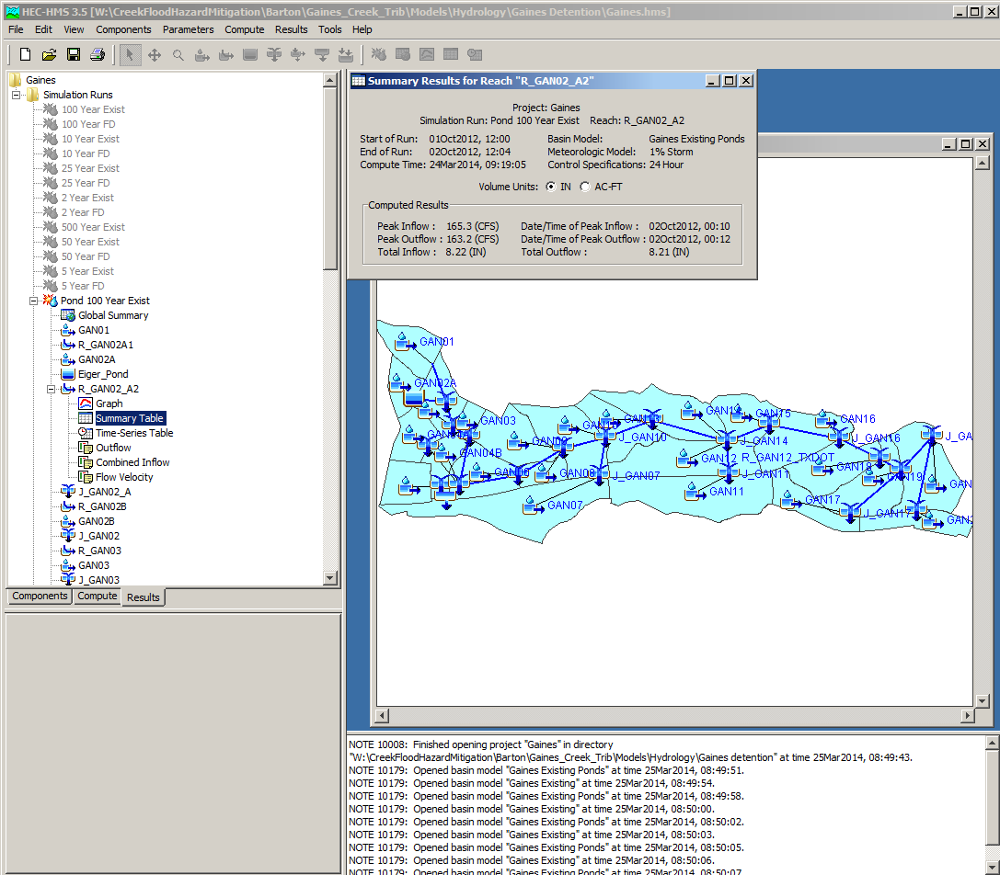 HEC-HMS 3.5 [W:\CreekFloodHazardMitigation\Barton\Gaines_Creek_Trib\Models\Hydrology\Gaines Detention\Gaines.hms]
File Edit View Components Parameters Compute Results Tools Help
Gaines
Simulation Runs
100 Year Exist
100 Year FD
10 Year Exist
10 Year FD
25 Year Exist
25 Year FD
2 Year Exist
2 Year FD
500 Year Exist
50 Year Exist
50 Year FD
5 Year Exist
5 Year FD
Pond 100 Year Exist
Global Summary
GAN01
R_GAN02A1
GAN02A
Eiger_Pond
R_GAN02_A2
Graph
Summary Table
Time-Series Table
Outflow
Combined Inflow
Flow Velocity
J_GAN02_A
R_GAN02B
GAN02B
J_GAN02
R_GAN03
GAN03
J_GAN03
Components Compute Results
Summary Results for Reach "R_GAN02_A2"
Project: Gaines
Simulation Run: Pond 100 Year Exist Reach: R_GAN02_A2
Start of Run: 01Oct2012, 12:00 Basin Model: Gaines Existing Ponds
End of Run: 02Oct2012, 12:04 Meteorologic Model: 1% Storm
Compute Time: 24Mar2014, 09:19:05 Control Specifications: 24 Hour
Volume Units: IN AC-FT
Computed Results
Peak Inflow : 165.3 (CFS) Date/Time of Peak Inflow : 02Oct2012, 00:10
Peak Outflow : 163.2 (CFS) Date/Time of Peak Outflow : 02Oct2012, 00:12
Total Inflow : 8.22 (IN) Total Outflow : 8.21 (IN)
GAN01
GAN02A
GAN03
GAN04B
J_GAN10
J_GAN14
GAN15
GAN16
J_GAN16
J_GA
GAN12 R_GAN12_TXDOT
GAN18
GAN08
J_GAN07
J_GAN11
GAN11
GAN07
GAN17
J_GAN17
GAN
NOTE 10008: Finished opening project "Gaines" in directory
"W:\CreekFloodHazardMitigation\Barton\Gaines_Creek_Trib\Models\Hydrology\Gaines detention" at time 25Mar2014, 08:49:43.
NOTE 10179: Opened basin model "Gaines Existing Ponds" at time 25Mar2014, 08:49:51.
NOTE 10179: Opened basin model "Gaines Existing" at time 25Mar2014, 08:49:54.
NOTE 10179: Opened basin model "Gaines Existing Ponds" at time 25Mar2014, 08:49:58.
NOTE 10179: Opened basin model "Gaines Existing" at time 25Mar2014, 08:50:00.
NOTE 10179: Opened basin model "Gaines Existing Ponds" at time 25Mar2014, 08:50:02.
NOTE 10179: Opened basin model "Gaines Existing" at time 25Mar2014, 08:50:03.
NOTE 10179: Opened basin model "Gaines Existing Ponds" at time 25Mar2014, 08:50:05.
NOTE 10179: Opened basin model "Gaines Existing" at time 25Mar2014, 08:50:06.
NOTE 10179: Opened basin model "Gaines Existing Ponds" at time 25Mar2014, 08:50:07